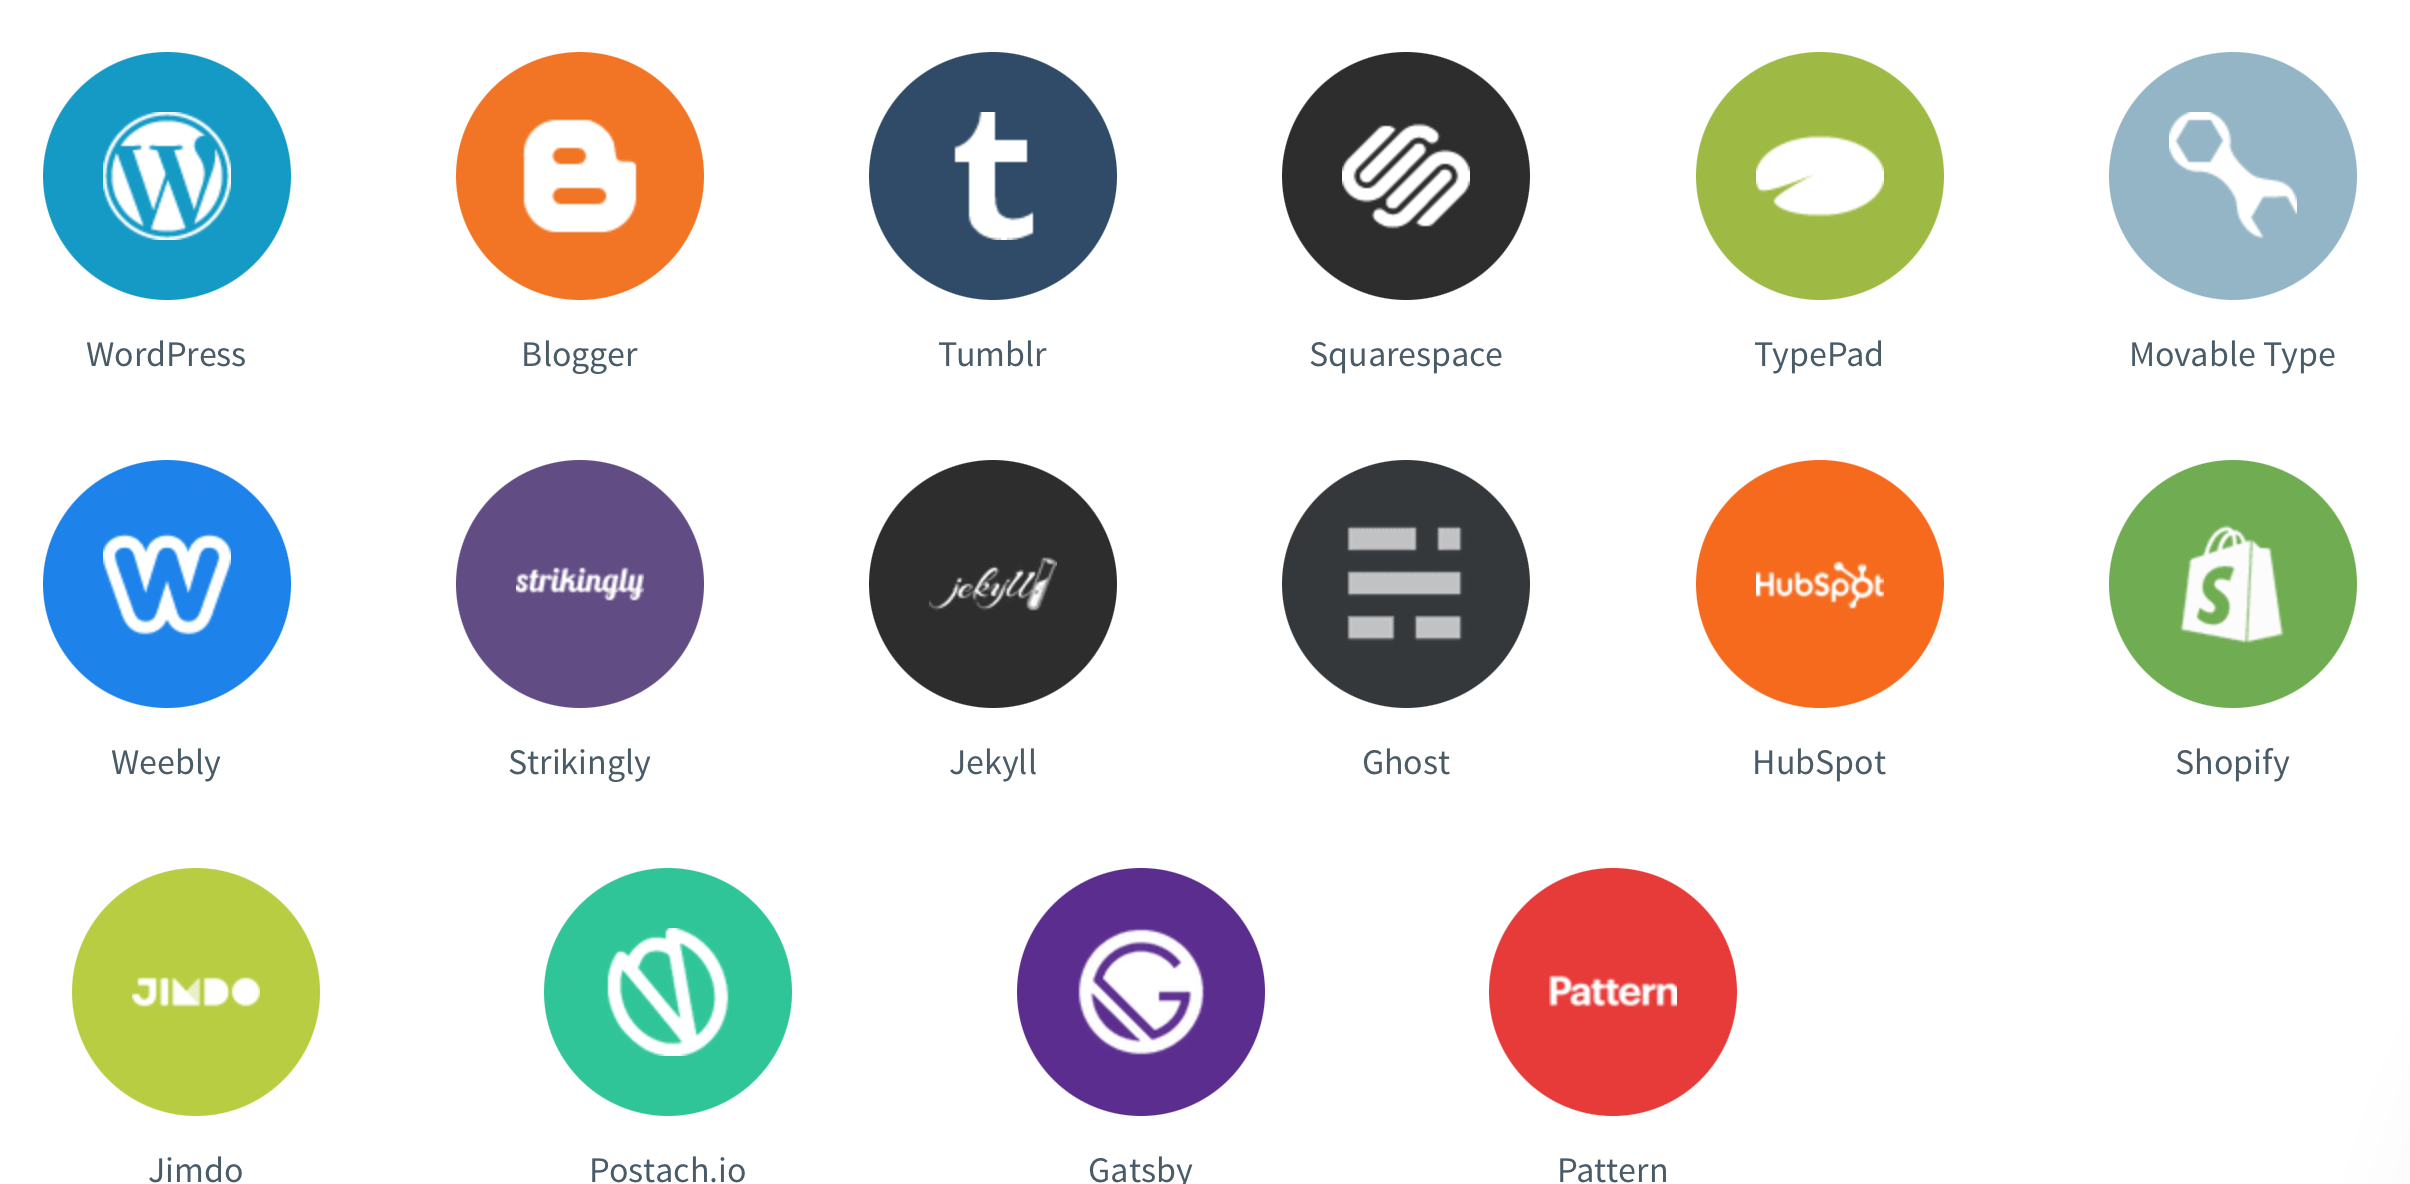 WordPress
Blogger
Tumblr
Squarespace
TypePad
Movable Type
strikingly
jekyll
HubSpot
Weebly
Strikingly
Jekyll
Ghost
HubSpot
Shopify
JIMDO
Pattern
Jimdo
Postach.io
Gatsby
Pattern